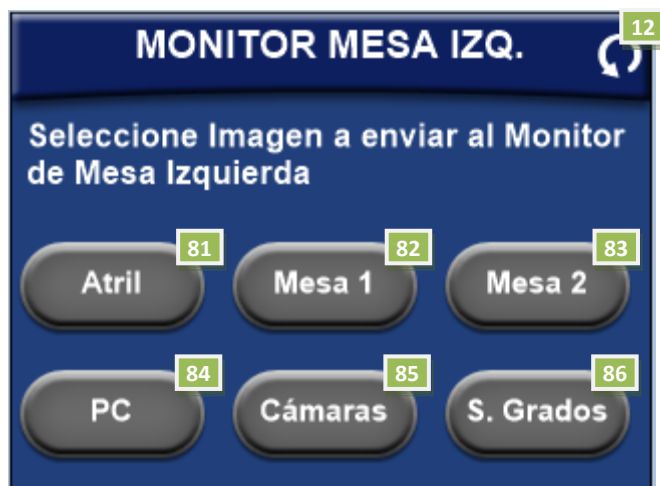 12
MONITOR MESA IZQ.
Seleccione Imagen a enviar al Monitor
de Mesa Izquierda
81 82 83
Atril Mesa 1 Mesa 2
84 85 86
PC Cámaras S. Grados